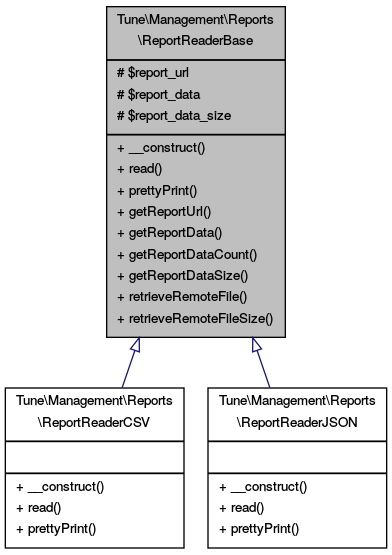 Tune\Management\Reports
\ReportReaderBase
# $report_url
# $report_data
# $report_data_size
+ __construct()
+ read()
+ prettyPrint()
+ getReportUrl()
+ getReportData()
+ getReportDataCount()
+ getReportDataSize()
+ retrieveRemoteFile()
+ retrieveRemoteFileSize()
Tune\Management\Reports
\ReportReaderCSV
+ __construct()
+ read()
+ prettyPrint()
Tune\Management\Reports
\ReportReaderJSON
+ __construct()
+ read()
+ prettyPrint()